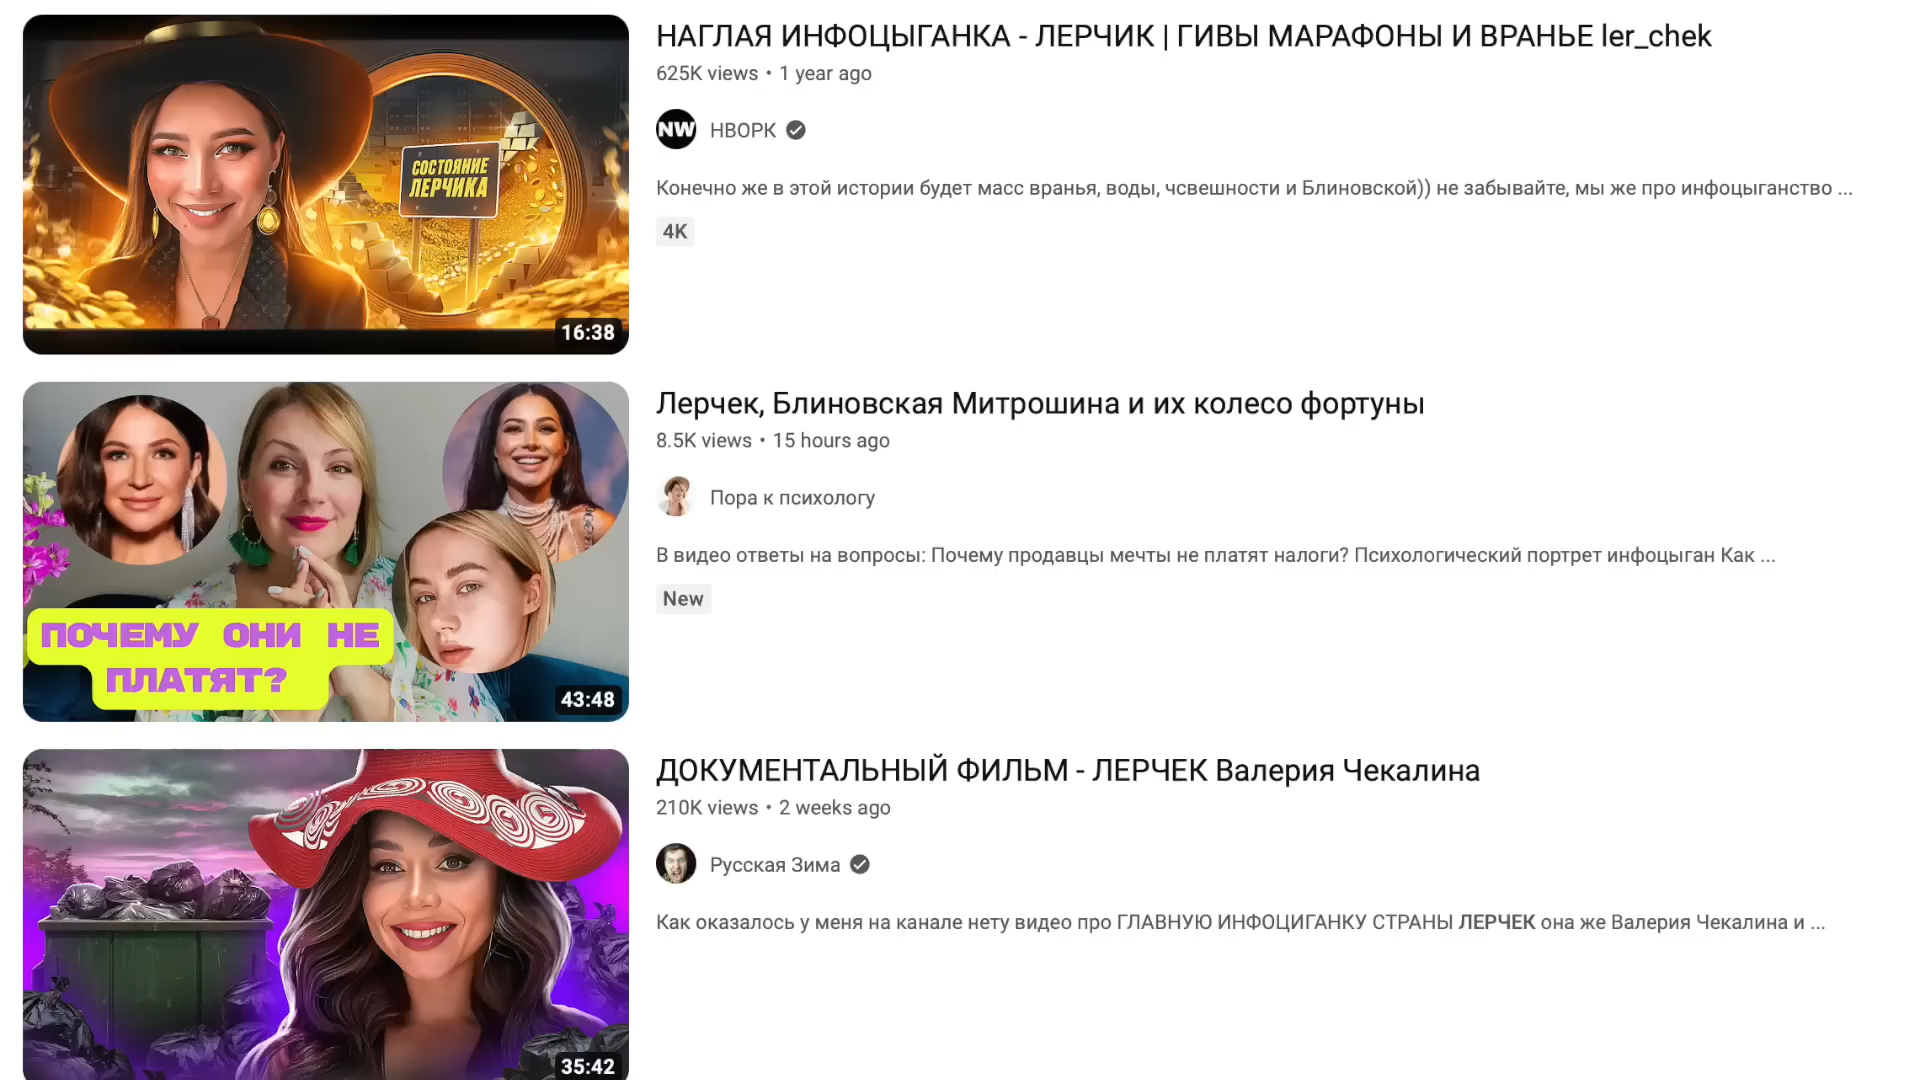 НАГЛАЯ ИНФОЦЫГАНКА - ЛЕРЧИК | ГИВЫ МАРАФОНЫ И ВРАНЬЕ ler_chek
625K views • 1 year ago
NW НВОРК
Конечно же в этой истории будет масс вранья, воды, чсвешности и Блиновской)) не забывайте, мы же про инфоцыганство ...
4K
СОСТОЯНИЕ
ЛЕРЧИКА
16:38
Лерчек, Блиновская Митрошина и их колесо фортуны
8.5K views • 15 hours ago
Пора к психологу
В видео ответы на вопросы: Почему продавцы мечты не платят налоги? Психологический портрет инфоцыган Как ...
New
ПОЧЕМУ ОНИ НЕ
ПЛАТЯТ?
43:48
ДОКУМЕНТАЛЬНЫЙ ФИЛЬМ - ЛЕРЧЕК Валерия Чекалина
210K views • 2 weeks ago
Русская Зима
Как оказалось у меня на канале нету видео про ГЛАВНУЮ ИНФОЦИГАНКУ СТРАНЫ ЛЕРЧЕК она же Валерия Чекалина и ...
35:42